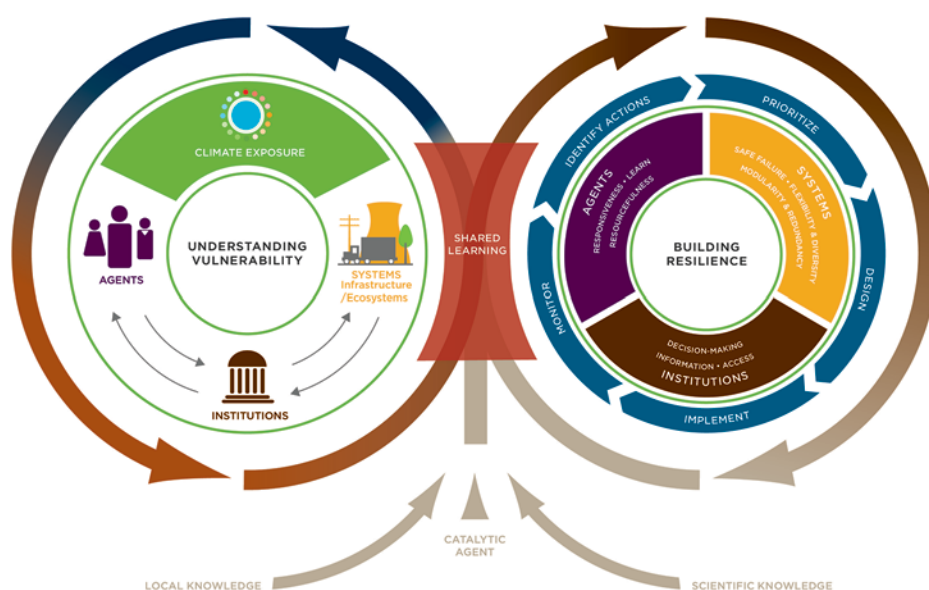 CLIMATE EXPOSURE
UNDERSTANDING
VULNERABILITY
AGENTS
SYSTEMS
Infrastructure
/Ecosystems
INSTITUTIONS
SHARED
LEARNING
IDENTIFY ACTIONS
PRIORITIZE
DESIGN
IMPLEMENT
MONITOR
AGENTS
RESPONSIVENESS • LEARN
RESOURCEFULNESS
SYSTEMS
SAFE FAILURE • FLEXIBILITY & DIVERSITY
MODULARITY & REDUNDANCY
BUILDING
RESILIENCE
DECISION-MAKING
INFORMATION • ACCESS
INSTITUTIONS
CATALYTIC
AGENT
LOCAL KNOWLEDGE
SCIENTIFIC KNOWLEDGE